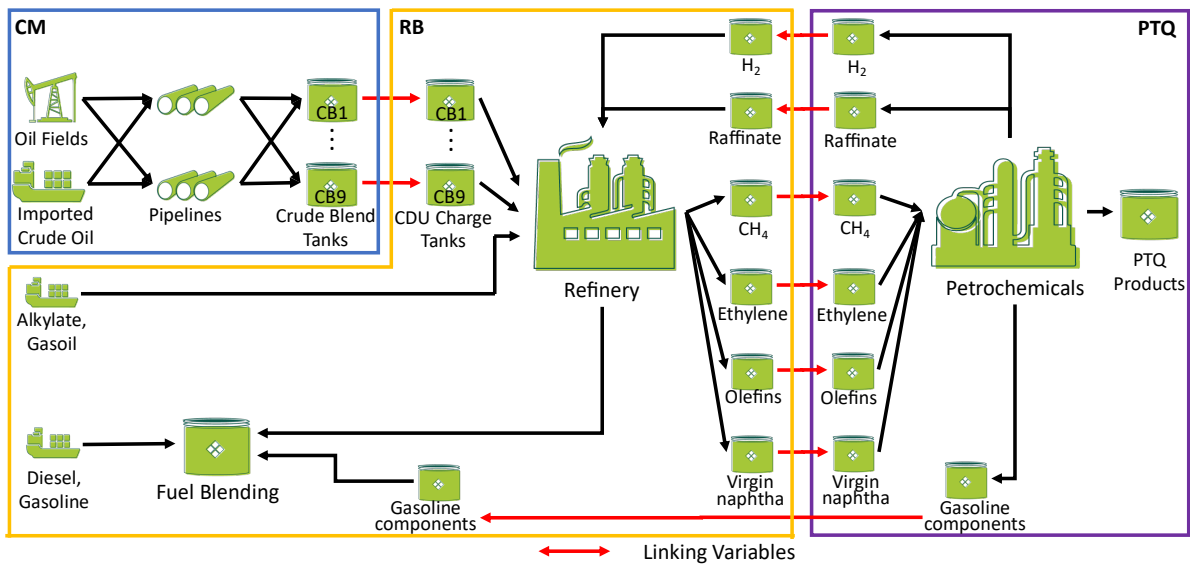 CM
RB
PTQ
H2
H2
Oil Fields
CB1
CB1
Raffinate
Raffinate
Imported
Crude Oil
Pipelines
CB9
Crude Blend
Tanks
CB9
CDU Charge
Tanks
CH4
CH4
Refinery
Ethylene
Ethylene
Petrochemicals
PTQ
Products
Alkylate,
Gasoil
Olefins
Olefins
Diesel,
Gasoline
Fuel Blending
Gasoline
components
Virgin
naphtha
Virgin
naphtha
Gasoline
components
Linking Variables